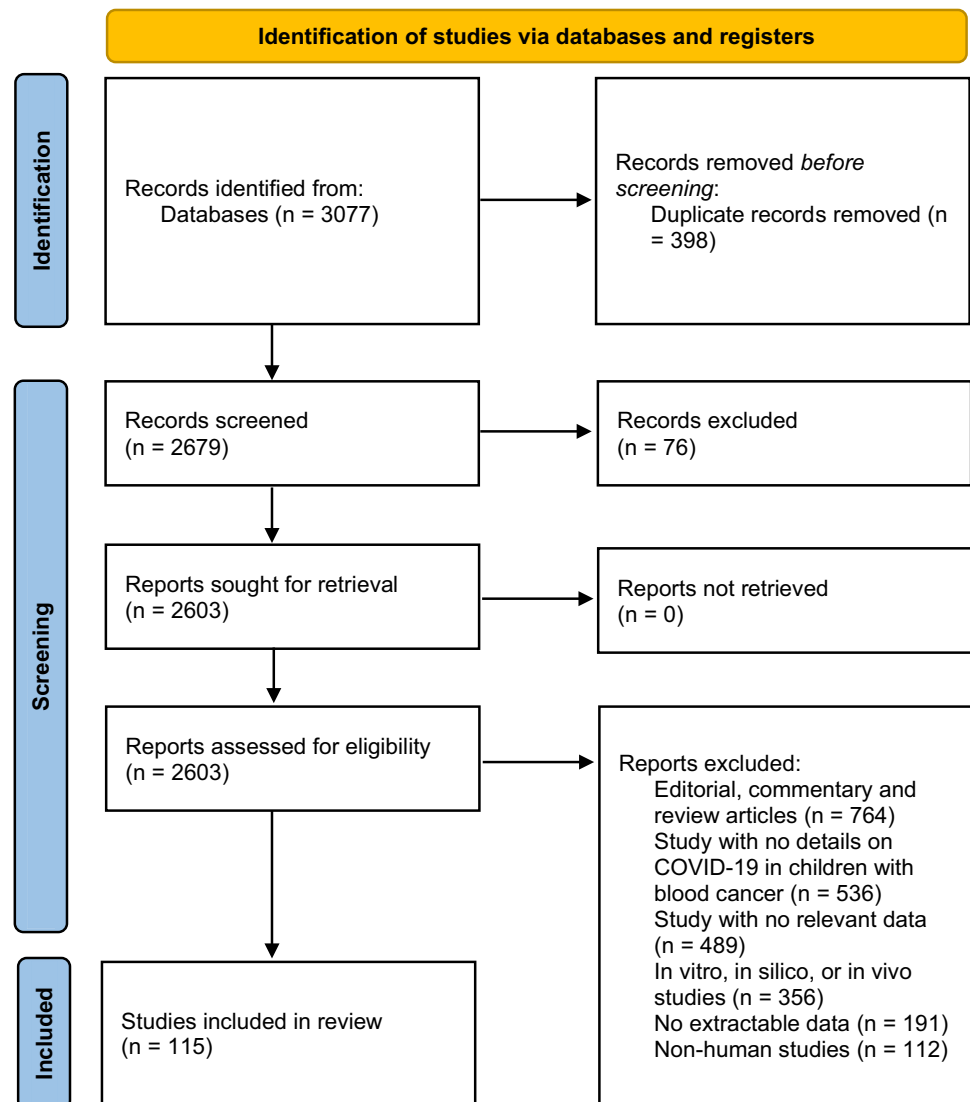 Identification of studies via databases and registers
Identification
Records identified from:
Databases (n = 3077)
Records removed before
screening:
Duplicate records removed (n
= 398)
Screening
Records screened
(n = 2679)
Records excluded
(n = 76)
Reports sought for retrieval
(n = 2603)
Reports not retrieved
(n = 0)
Reports assessed for eligibility
(n = 2603)
Reports excluded:
Editorial, commentary and
review articles (n = 764)
Study with no details on
COVID-19 in children with
blood cancer (n = 536)
Study with no relevant data
(n = 489)
In vitro, in silico, or in vivo
studies (n = 356)
No extractable data (n = 191)
Non-human studies (n = 112)
Included
Studies included in review
(n = 115)